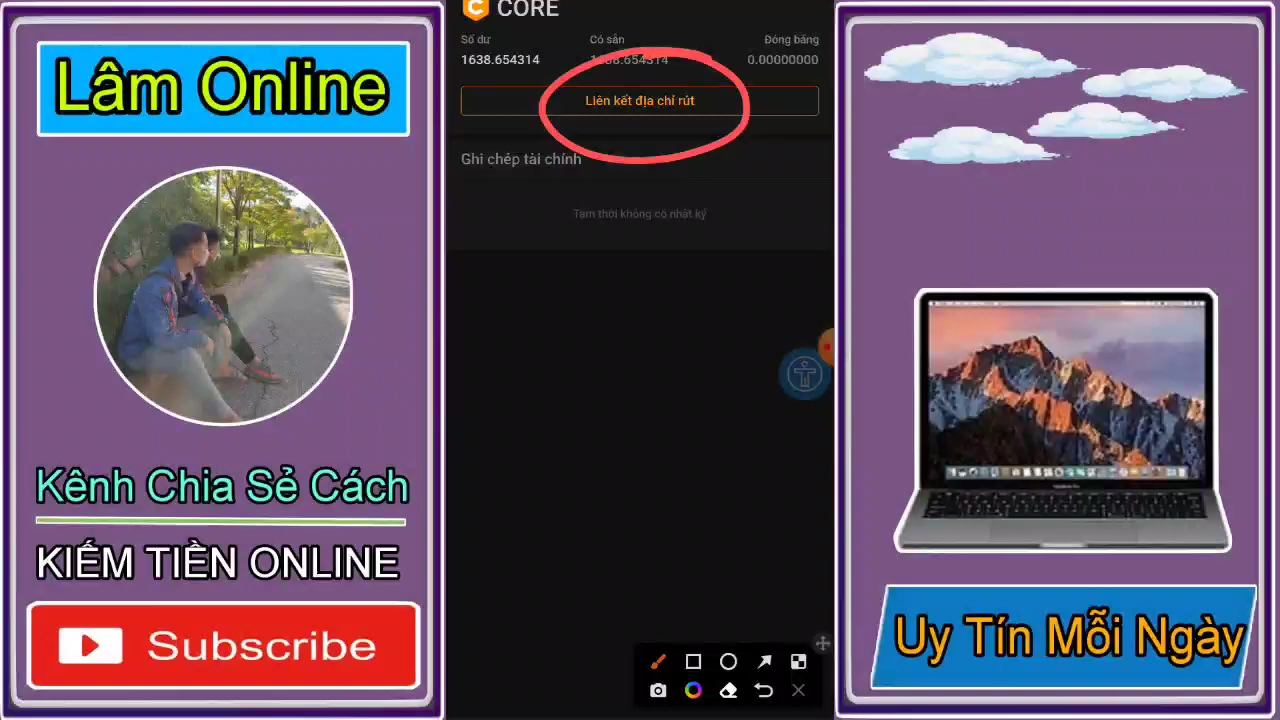 Lâm Online
Kênh Chia Sẻ Cách
KIẾM TIỀN ONLINE
Subscribe
CORE
Số dư Có sẵn Đóng băng
1638.654314 1638.654314 0.00000000
Liên kết địa chỉ rút
Ghi chép tài chính
Tạm thời không có nhật ký
Uy Tín Mỗi Ngày